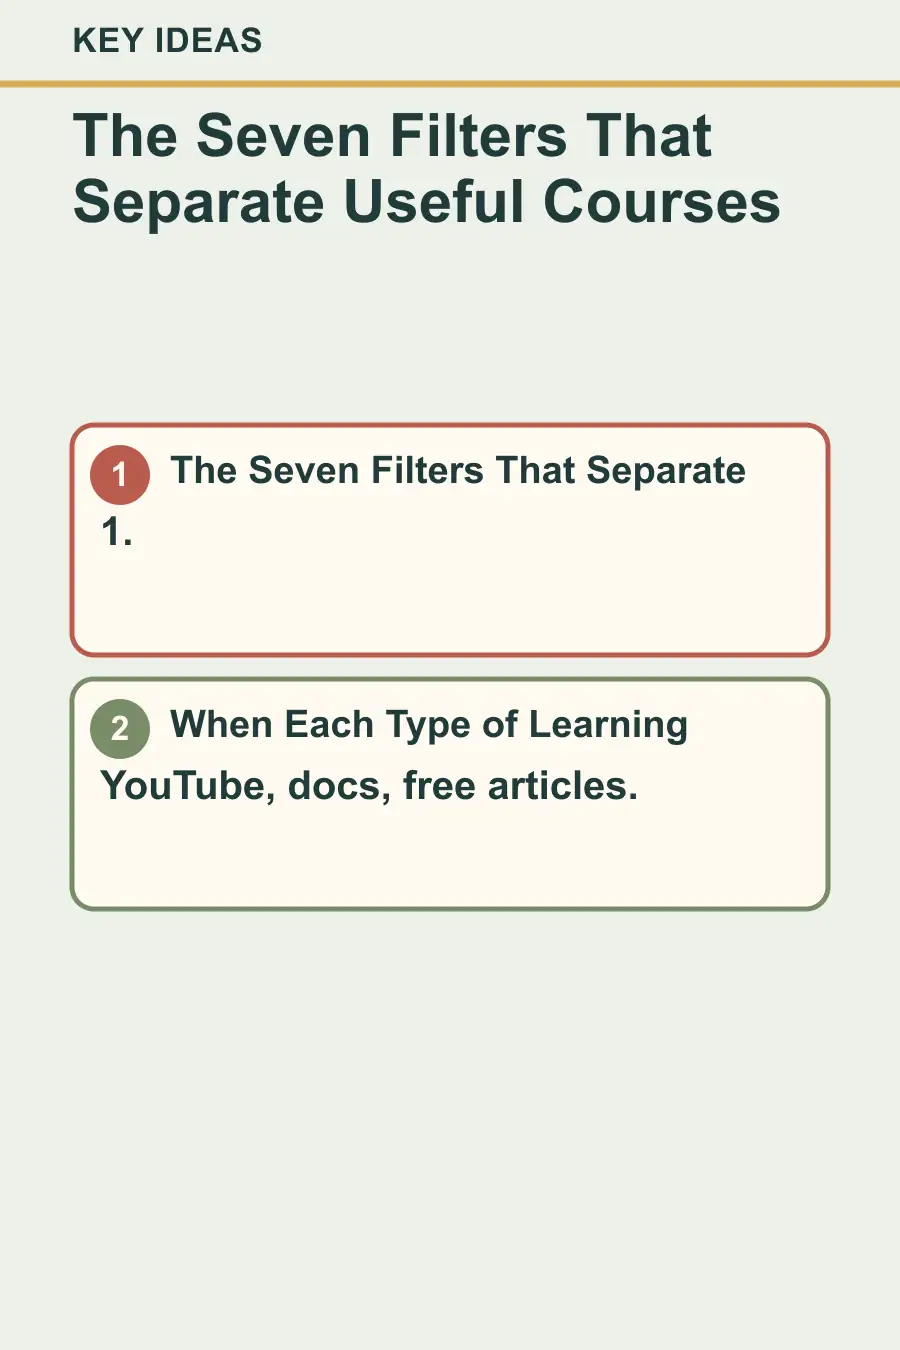 KEY IDEAS
The Seven Filters That
Separate Useful Courses
1 The Seven Filters That Separate
1.
2 When Each Type of Learning
YouTube, docs, free articles.